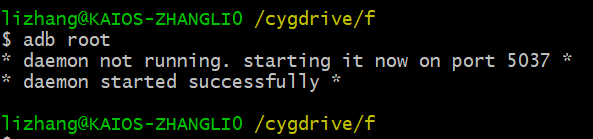 lizhang@KAIOS-ZHANGLI0 /cygdrive/f
$ adb root
* daemon not running. starting it now on port 5037 *
* daemon started successfully *
lizhang@KAIOS-ZHANGLI0 /cygdrive/f